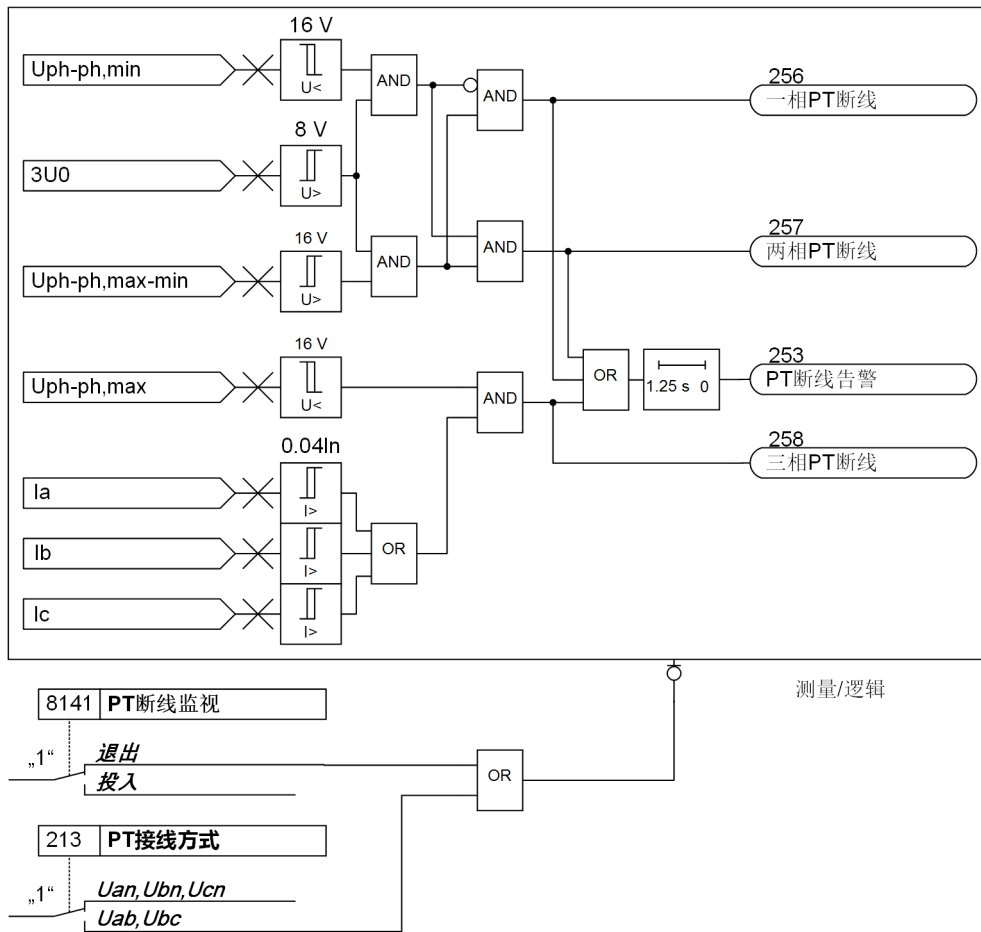 16 V
Uph-ph,min
U<
AND
AND
256
一相PT断线
8 V
3U0
U>
16 V
Uph-ph,max-min
U>
AND
AND
257
两相PT断线
16 V
Uph-ph,max
U<
AND
OR
1.25 s 0
253
PT断线告警
258
三相PT断线
0.04In
Ia
I>
Ib
I>
OR
Ic
I>
测量/逻辑
8141 PT断线监视
„1“
退出
投入
OR
213 PT接线方式
„1“
Uan,Ubn,Ucn
Uab,Ubc